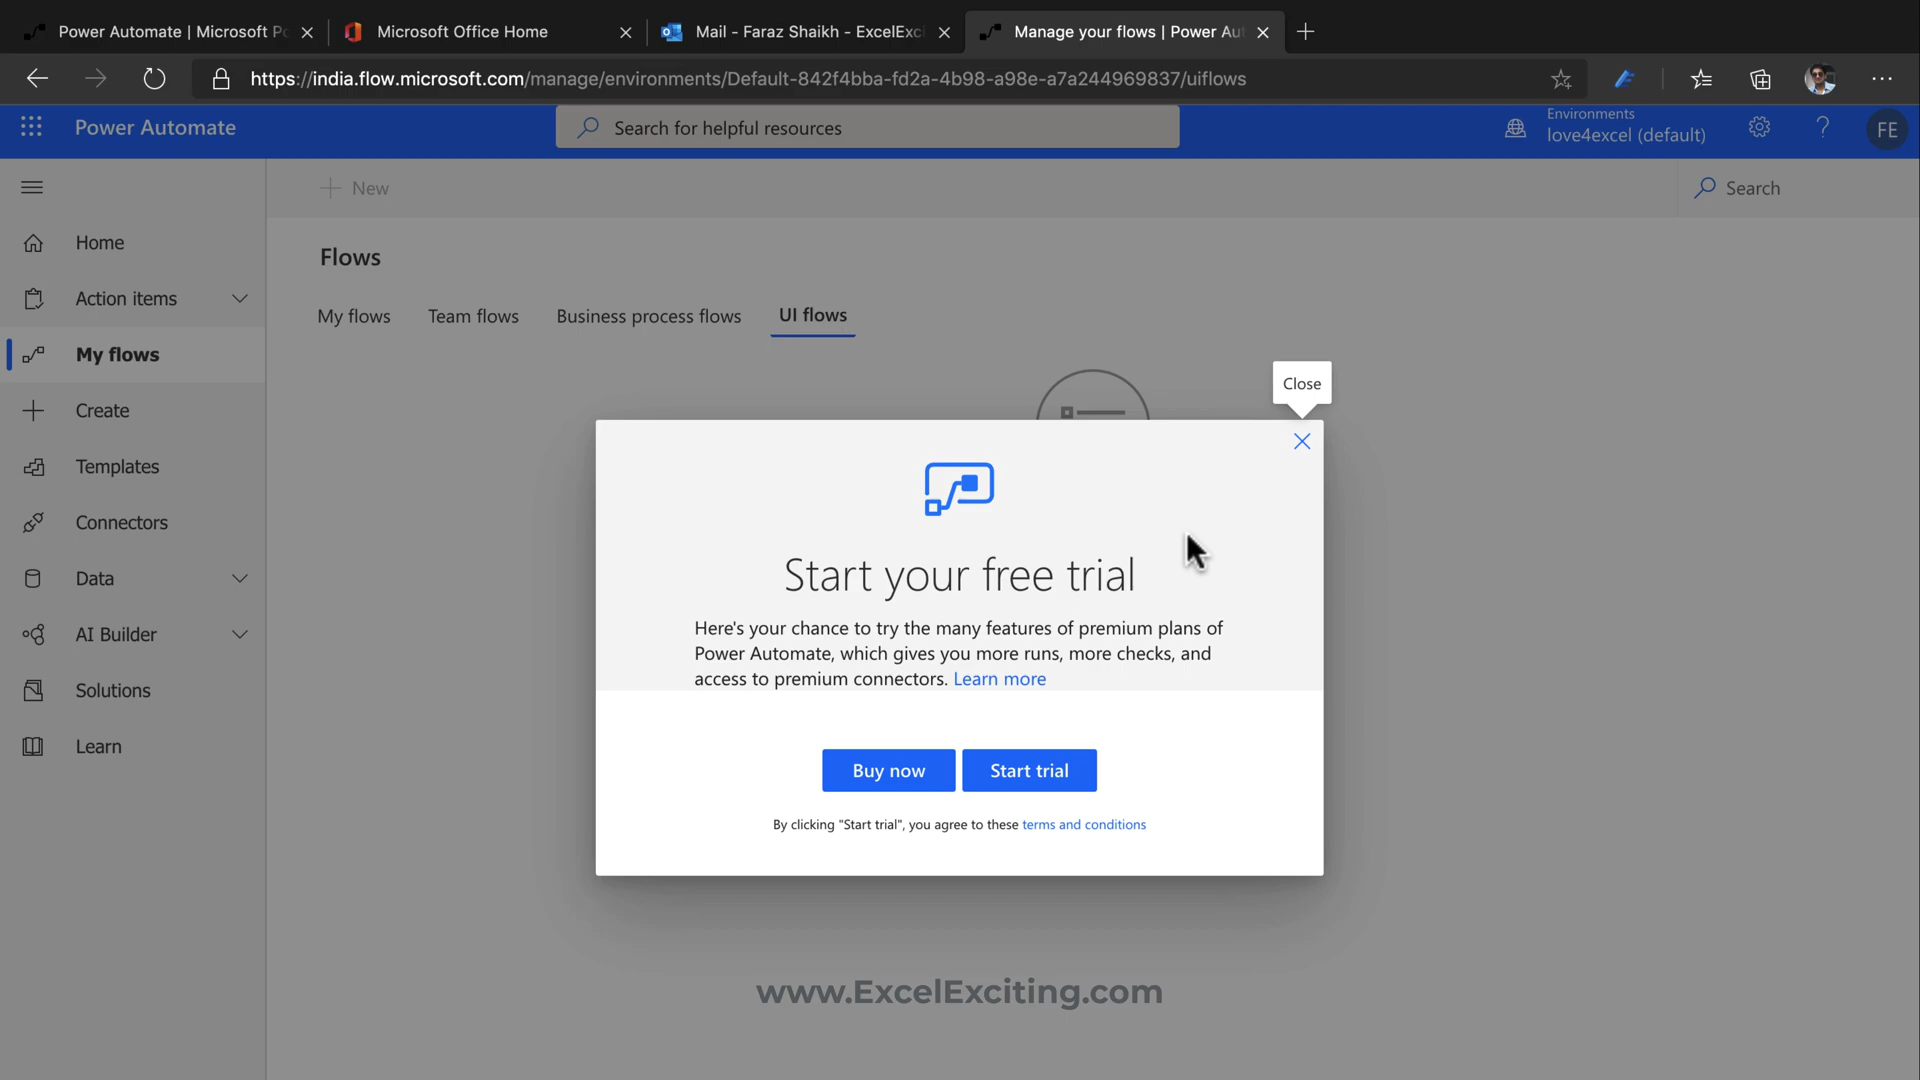 Power Automate | Microsoft Po
Microsoft Office Home
Mail - Faraz Shaikh - ExcelExci
Manage your flows | Power Aut
https://india.flow.microsoft.com/manage/environments/Default-842f4bba-fd2a-4b98-a98e-a7a244969837/uiflows
Power Automate
Search for helpful resources
Environments
love4excel (default)
?
FE
New
Search
Home
Action items
My flows
Create
Templates
Connectors
Data
AI Builder
Solutions
Learn
Flows
My flows
Team flows
Business process flows
UI flows
Close
Start your free trial
Here's your chance to try the many features of premium plans of
Power Automate, which gives you more runs, more checks, and
access to premium connectors. Learn more
Buy now
Start trial
By clicking "Start trial", you agree to these terms and conditions
www.ExcelExciting.com